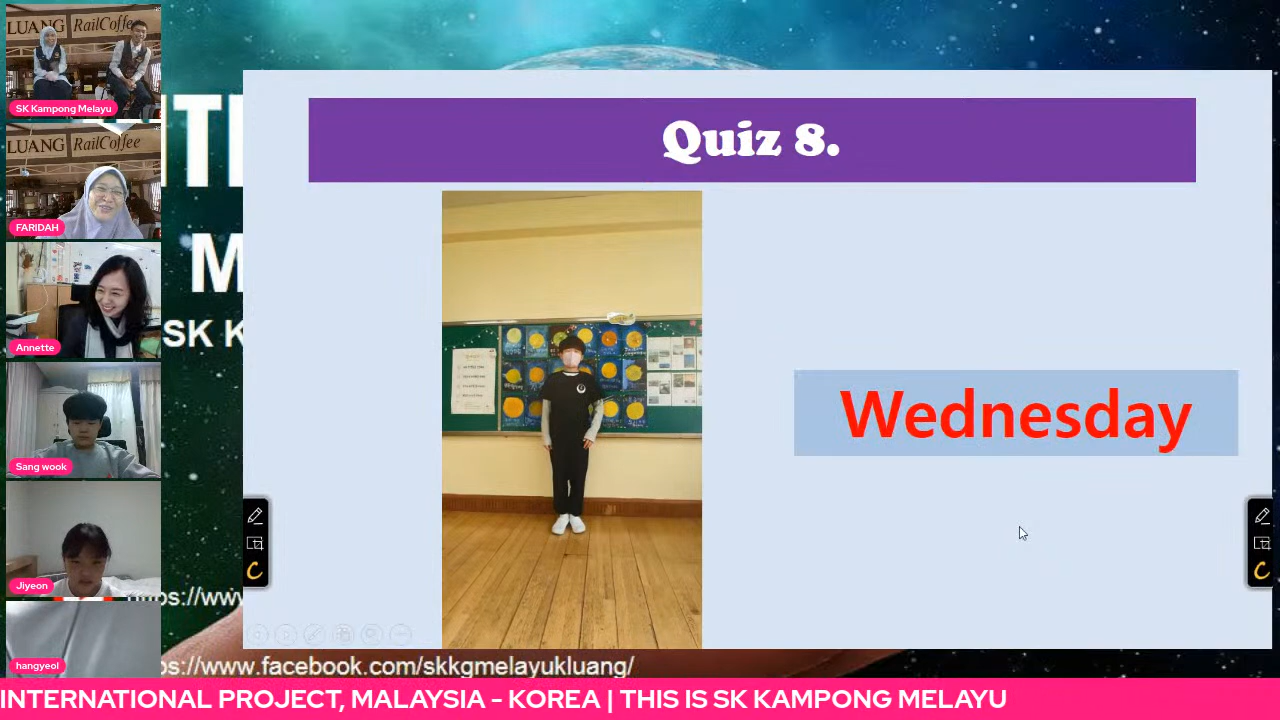 LUANG RailCoffee
SK Kampong Melayu
LUANG RailCoffee
FARIDAH
Annette
Sang wook
Jiyeon
hangyeol
M
SK K
Quiz 8.
Wednesday
ps://www.facebook.com/skkgmelayukluang/
INTERNATIONAL PROJECT, MALAYSIA - KOREA | THIS IS SK KAMPONG MELAYU